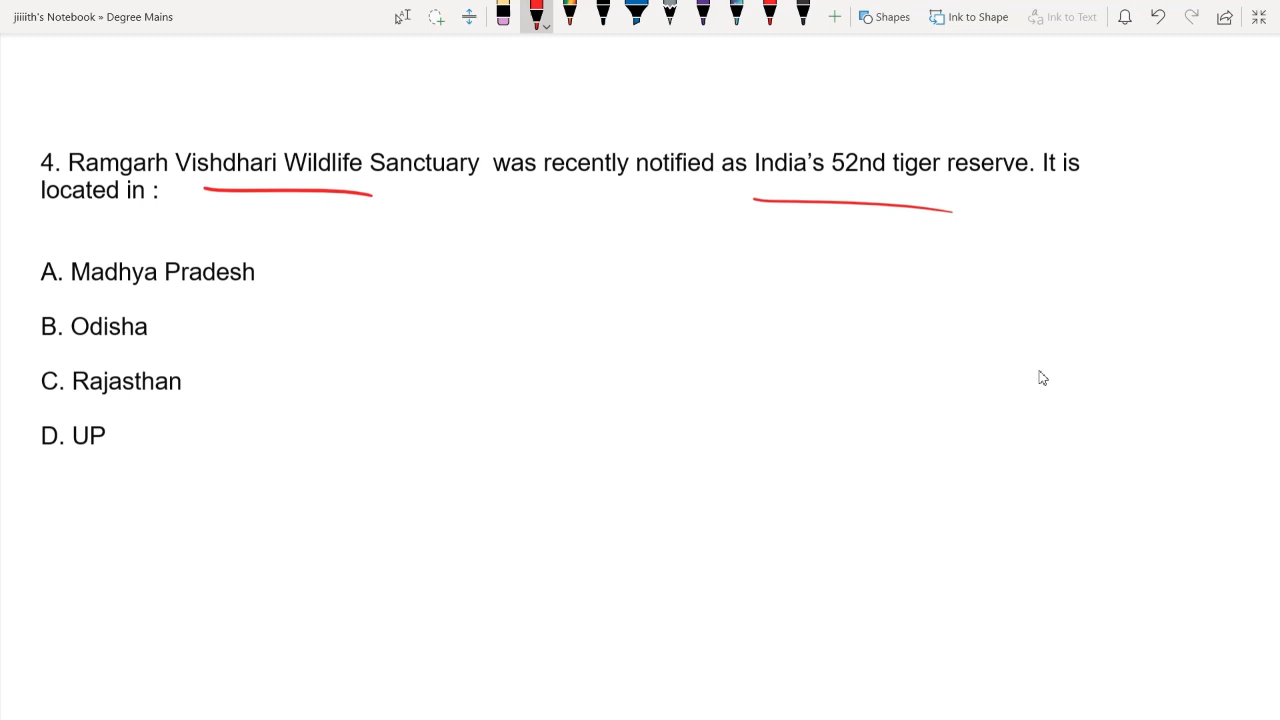 jiiiith's Notebook » Degree Mains
Shapes
Ink to Shape
Ink to Text
4. Ramgarh Vishdhari Wildlife Sanctuary was recently notified as India's 52nd tiger reserve. It is
located in :
A. Madhya Pradesh
B. Odisha
C. Rajasthan
D. UP